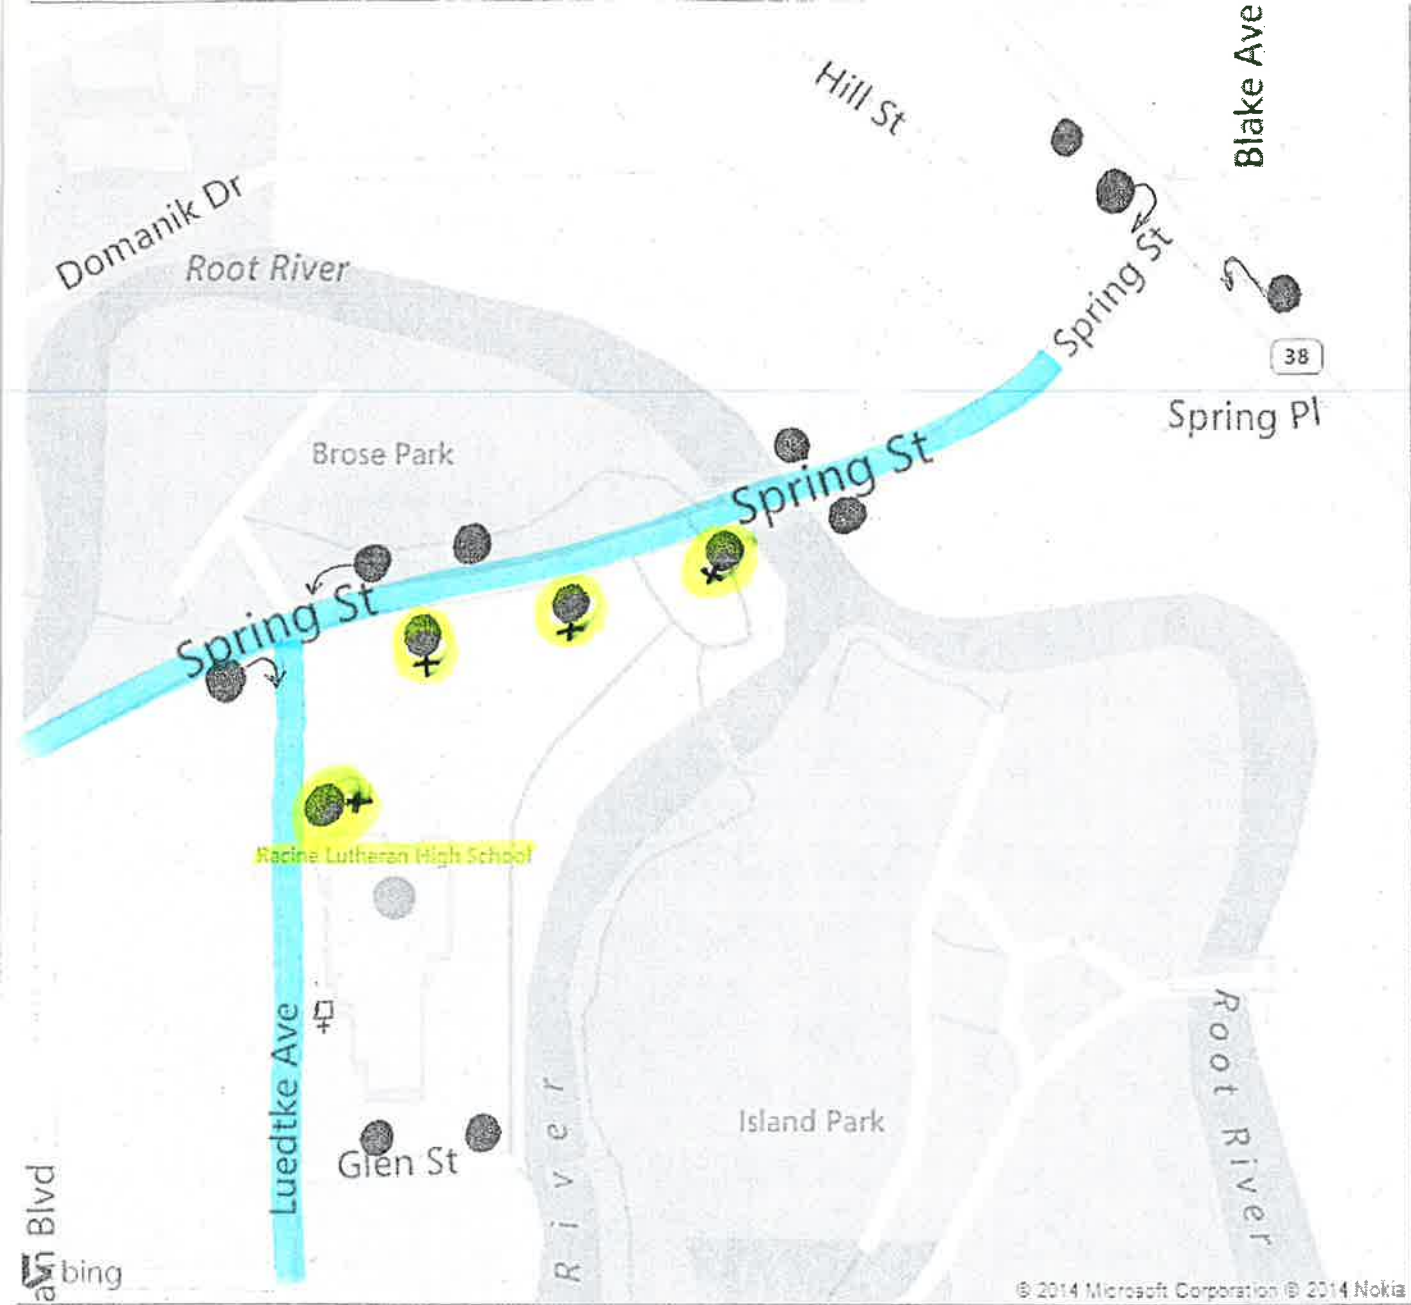 Blake Ave
Hill St
Domanik Dr
Root River
Spring St
38
Spring Pl
Brose Park
Spring St
Spring St
Racine Lutheran High School
Luedtke Ave
Root River
Island Park
Glen St
River
Blvd
bing
© 2014 Microsoft Corporation © 2014 Nokia